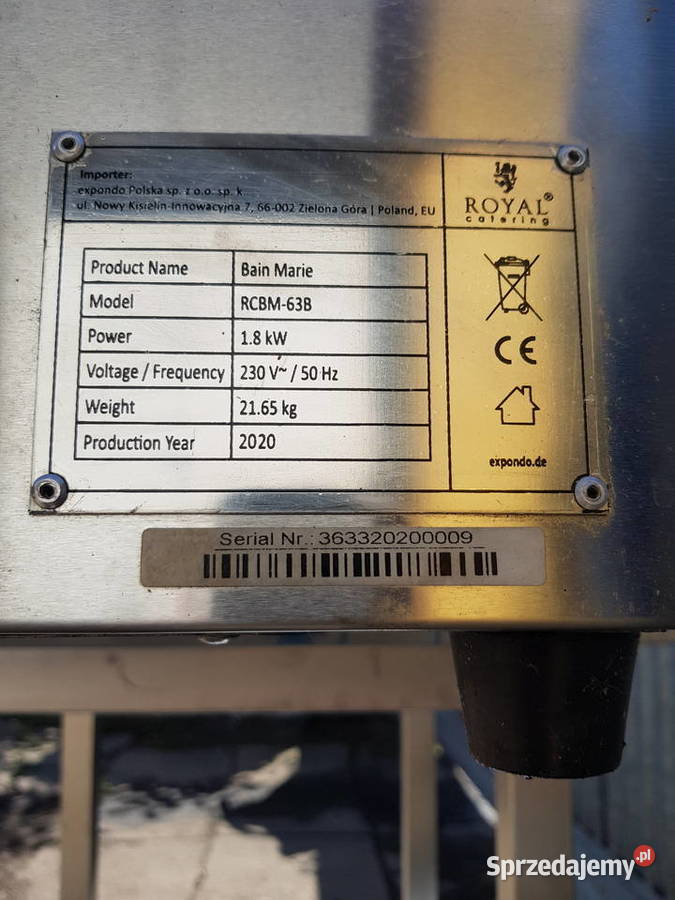 Importer:
expondo Polska sp. z o.o. sp. k
ul. Nowy Kisielin-Innowacyjna 7, 66-002 Zielona Góra | Poland, EU
ROYAL®
catering
Product Name Bain Marie
Model RCBM-63B
Power 1.8 kW
Voltage / Frequency 230 V~ / 50 Hz
Weight 21.65 kg
Production Year 2020
CE
expondo.de
Serial Nr.: 363320200009
Sprzedajemy.pl